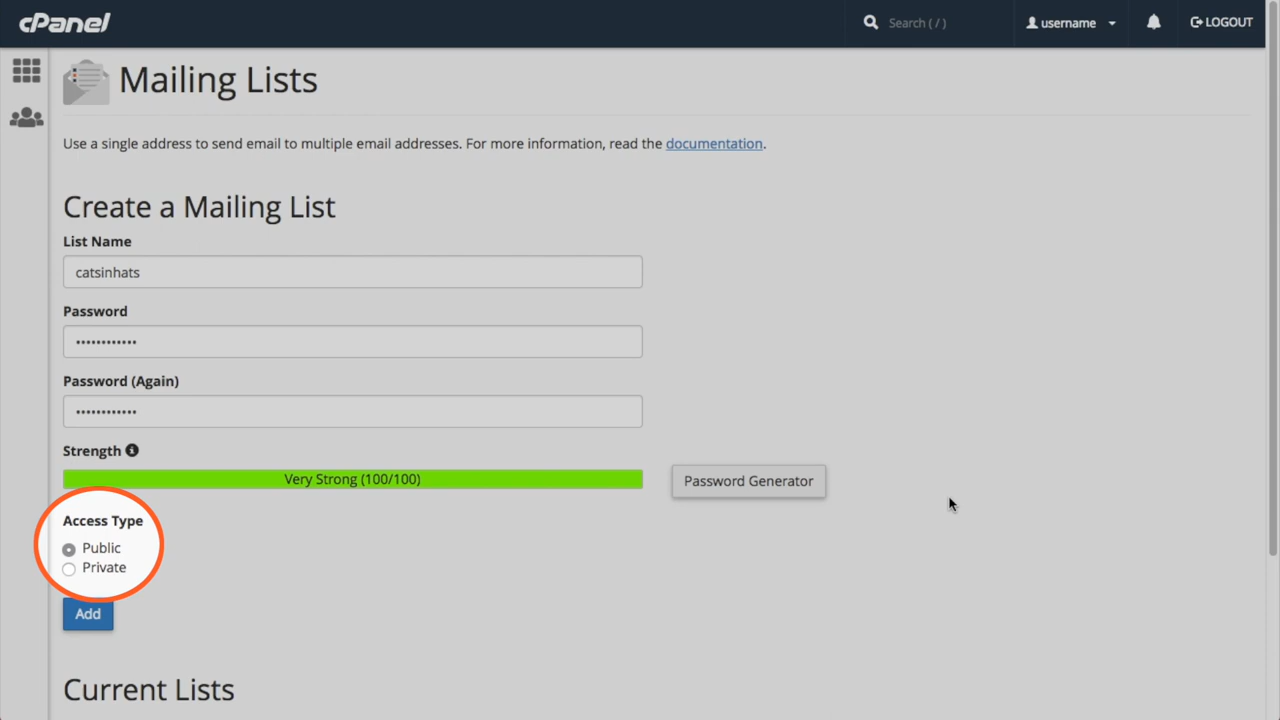 cPanel
Search ( / )
username
LOGOUT
Mailing Lists
Use a single address to send email to multiple email addresses. For more information, read the documentation.
Create a Mailing List
List Name
catsinhats
Password
••••••••••••
Password (Again)
••••••••••••
Strength
Very Strong (100/100)
Password Generator
Access Type
Public
Private
Add
Current Lists